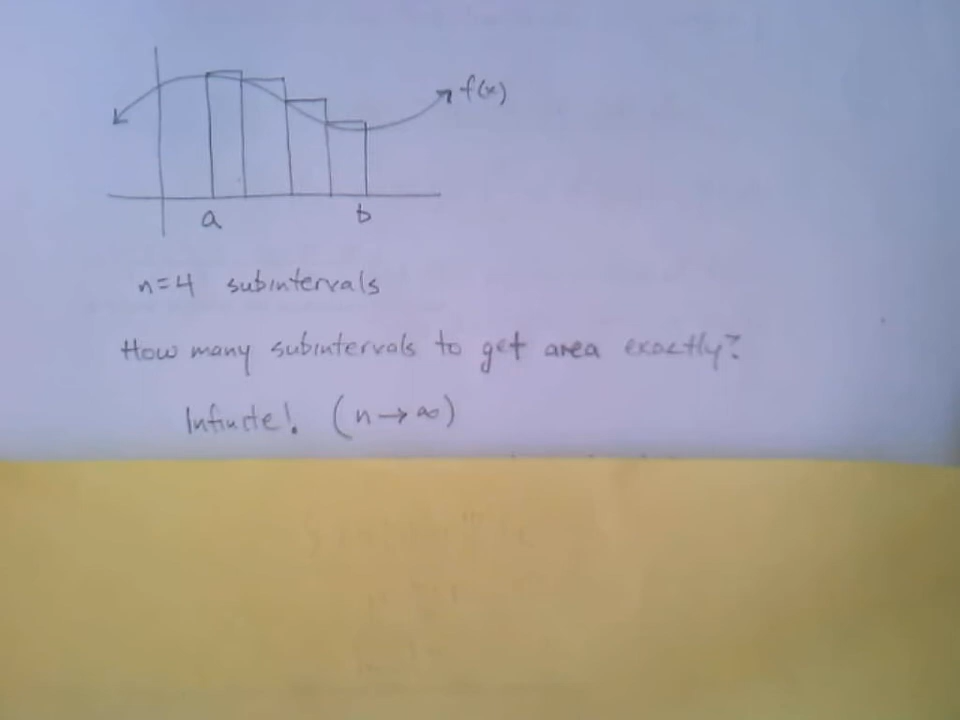 f(x)
a b
n=4 subintervals
How many subintervals to get area exactly?
Infinite! (n→∞)